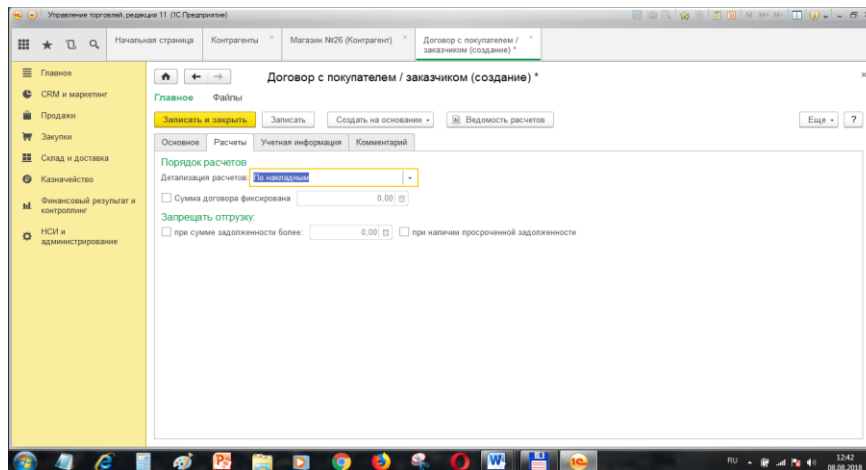 Управление торговлей, редакция 11 (1С:Предприятие)
M M+ M-
Начальная страница
Контрагенты
Магазин №26 (Контрагент)
Договор с покупателем /
заказчиком (создание) *
Главное
CRM и маркетинг
Продажи
Закупки
Склад и доставка
Казначейство
Финансовый результат и
контроллинг
НСИ и
администрирование
Договор с покупателем / заказчиком (создание) *
Главное Файлы
Записать и закрыть Записать Создать на основании Ведомость расчетов Еще ?
Основное Расчеты Учетная информация Комментарий
Порядок расчетов
Детализация расчетов: По накладным
Сумма договора фиксирована 0,00
Запрещать отгрузку:
при сумме задолженности более: 0,00 при наличии просроченной задолженности
RU
12:42
08.08.2018